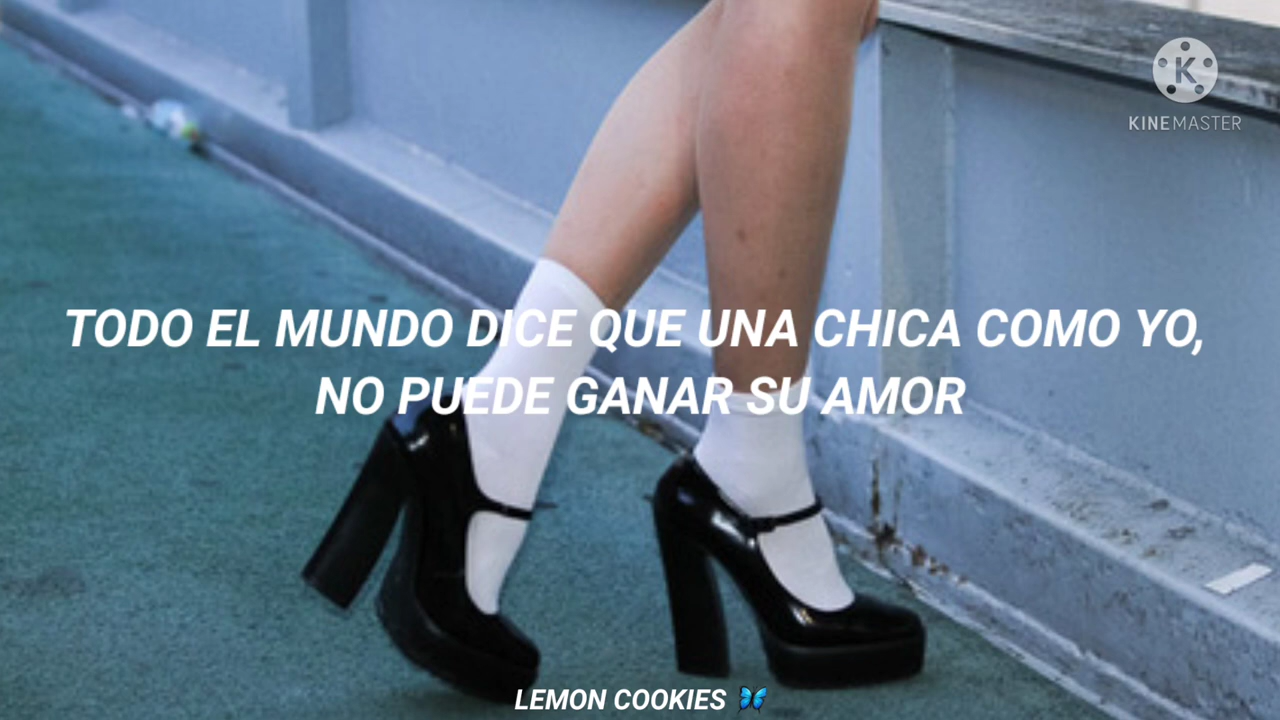 KINEMASTER
TODO EL MUNDO DICE QUE UNA CHICA COMO YO,
NO PUEDE GANAR SU AMOR
LEMON COOKIES 🦋